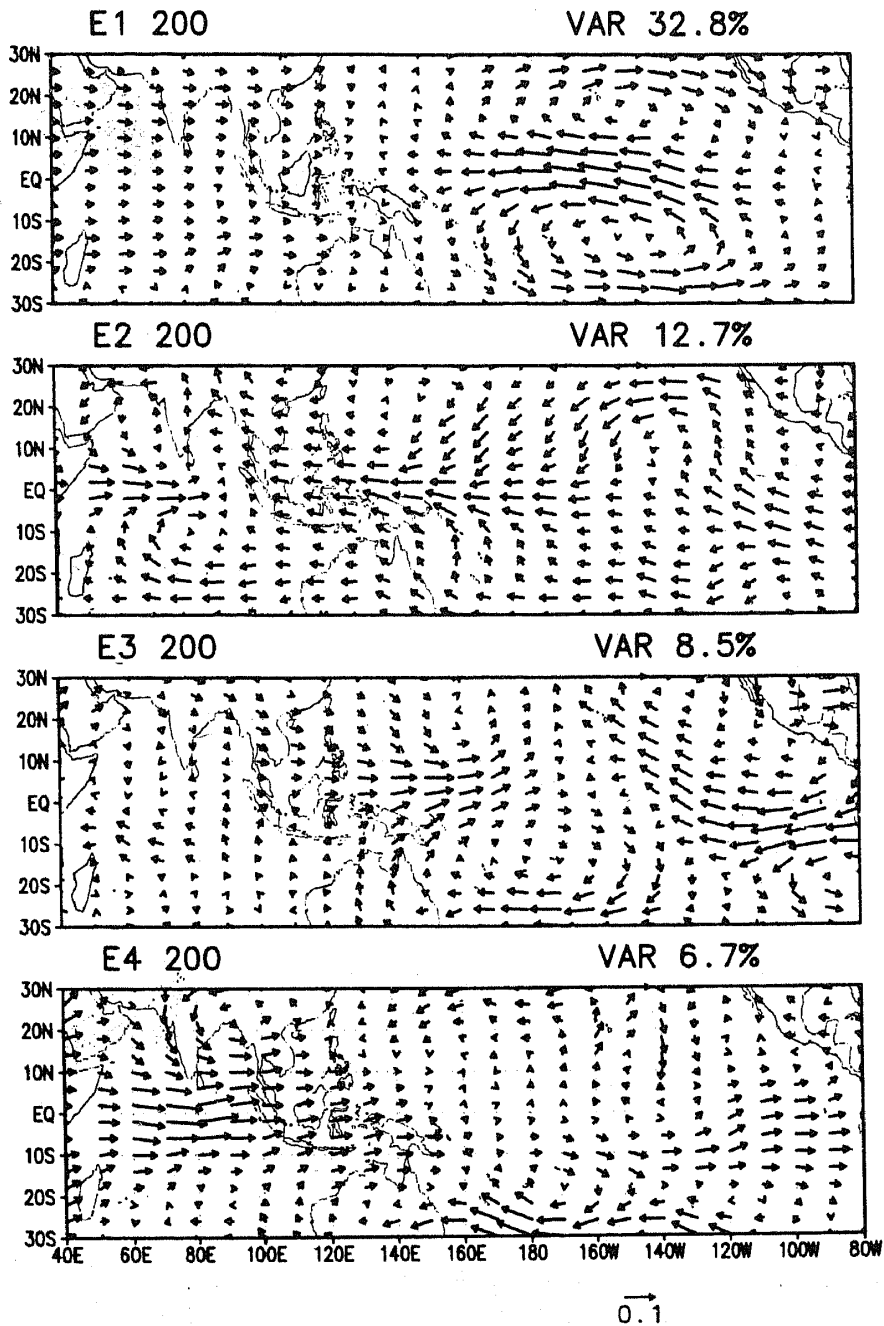 E1 200 VAR 32.8%
30N
20N
10N
EQ
10S
20S
30S
E2 200 VAR 12.7%
30N
20N
10N
EQ
10S
20S
30S
E3 200 VAR 8.5%
30N
20N
10N
EQ
10S
20S
30S
E4 200 VAR 6.7%
30N
20N
10N
EQ
10S
20S
30S
40E 60E 80E 100E 120E 140E 160E 180 160W 140W 120W 100W 80W
0.1